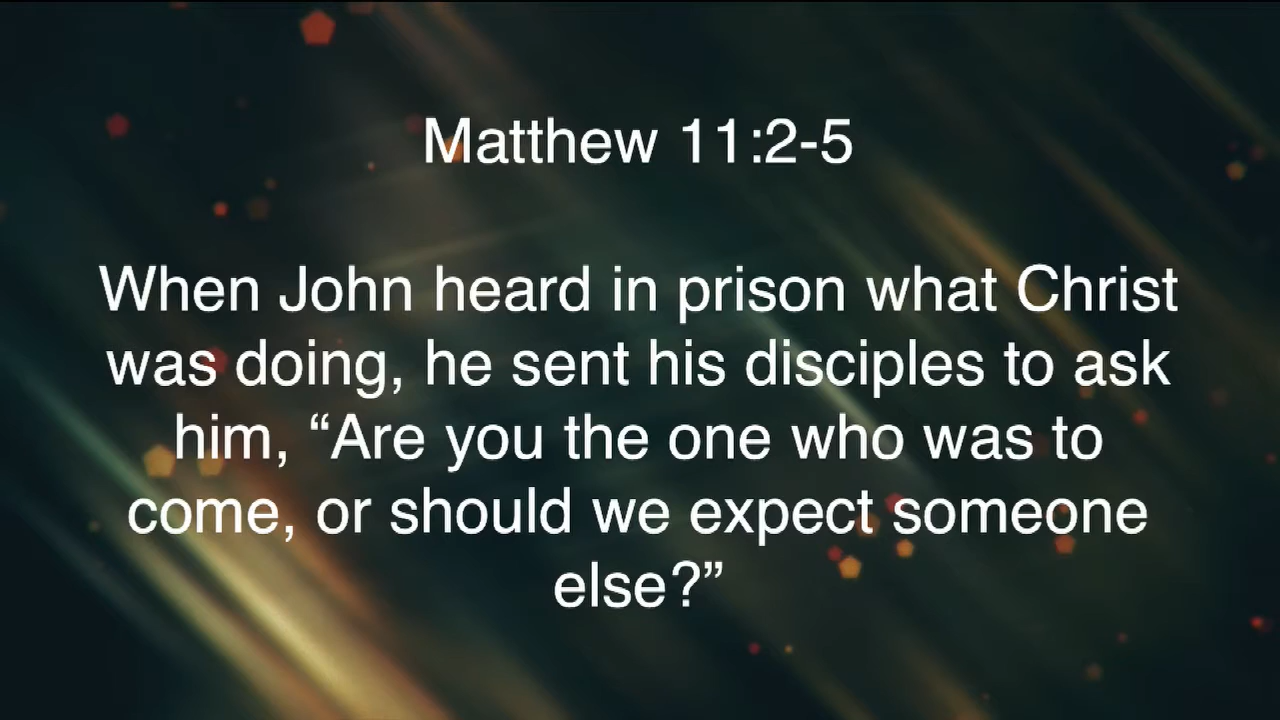 Matthew 11:2-5
When John heard in prison what Christ
was doing, he sent his disciples to ask
him, “Are you the one who was to
come, or should we expect someone
else?”